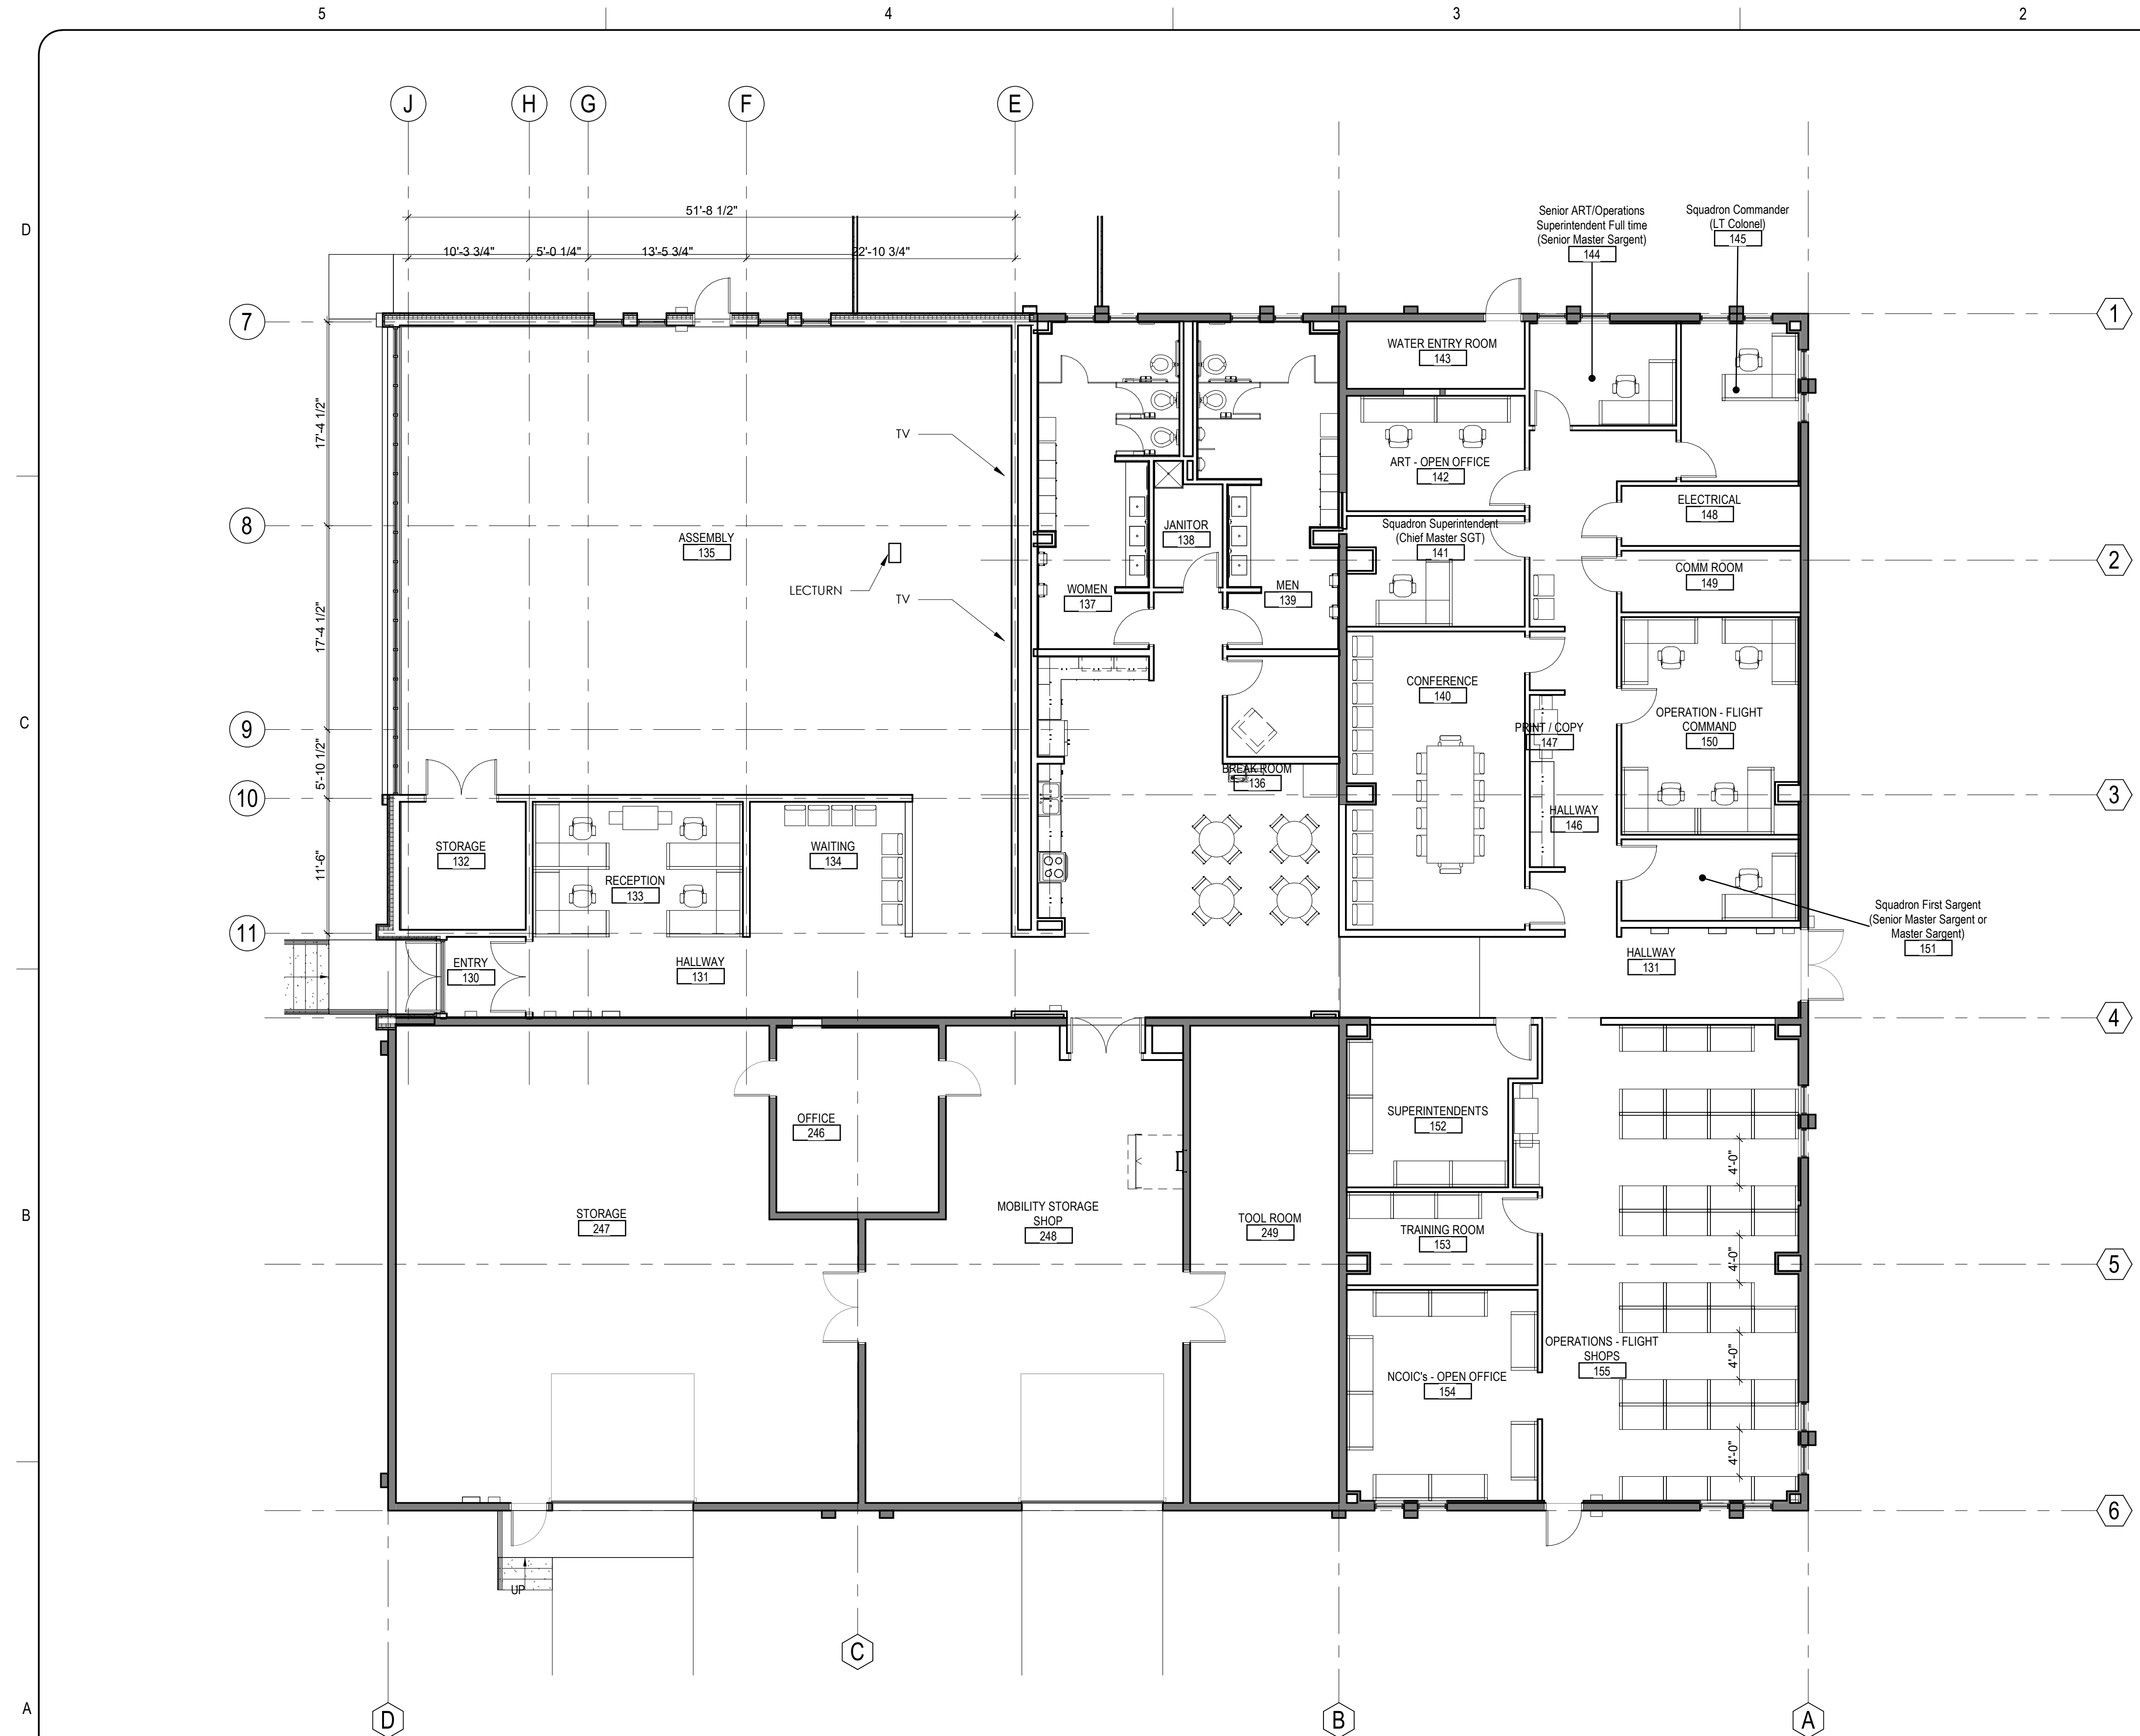 5
4
3
2
D
C
B
A
J
H
G
F
E
51'-8 1/2"
10'-3 3/4"
5'-0 1/4"
13'-5 3/4"
22'-10 3/4"
Senior ART/Operations
Superintendent Full time
(Senior Master Sargent)
144
Squadron Commander
(LT Colonel)
145
7
1
WATER ENTRY ROOM
143
17'-4 1/2"
TV
ART - OPEN OFFICE
142
ELECTRICAL
148
8
ASSEMBLY
135
JANITOR
138
Squadron Superintendent
(Chief Master SGT)
141
2
COMM ROOM
149
LECTURN
TV
WOMEN
137
MEN
139
17'-4 1/2"
CONFERENCE
140
OPERATION - FLIGHT
COMMAND
150
9
PRINT / COPY
147
5'-10 1/2"
BREAK ROOM
136
10
3
HALLWAY
146
STORAGE
132
WAITING
134
11'-6"
RECEPTION
133
Squadron First Sargent
(Senior Master Sargent or
Master Sargent)
151
11
ENTRY
130
HALLWAY
131
HALLWAY
131
4
OFFICE
246
SUPERINTENDENTS
152
4'-0"
STORAGE
247
MOBILITY STORAGE
SHOP
248
TOOL ROOM
249
TRAINING ROOM
153
4'-0"
5
OPERATIONS - FLIGHT
SHOPS
155
4'-0"
NCOIC's - OPEN OFFICE
154
4'-0"
6
UP
C
D
B
A